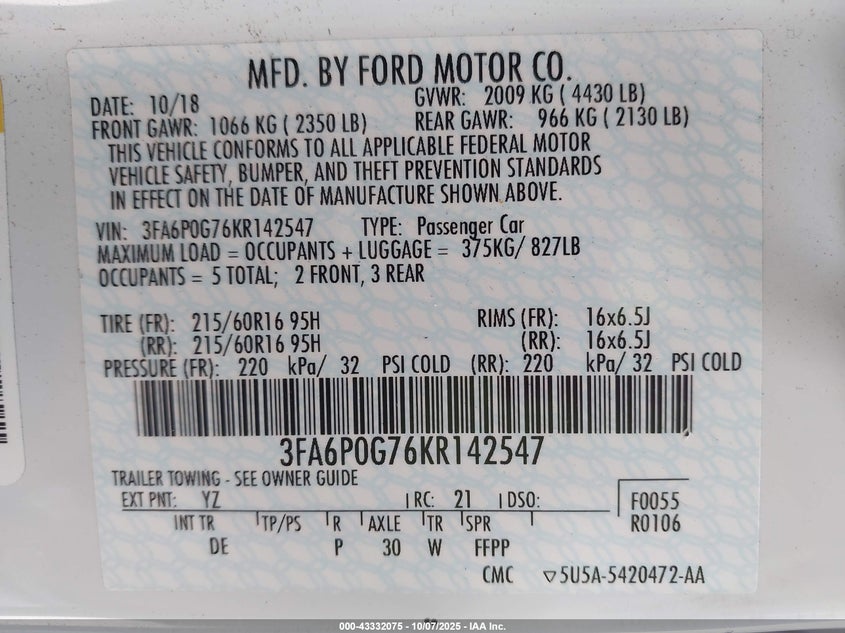 MFD. BY FORD MOTOR CO.
DATE: 10/18 GVWR: 2009 KG ( 4430 LB)
FRONT GAWR: 1066 KG ( 2350 LB) REAR GAWR: 966 KG ( 2130 LB)
THIS VEHICLE CONFORMS TO ALL APPLICABLE FEDERAL MOTOR
VEHICLE SAFETY, BUMPER, AND THEFT PREVENTION STANDARDS
IN EFFECT ON THE DATE OF MANUFACTURE SHOWN ABOVE.
VIN: 3FA6P0G76KR142547 TYPE: Passenger Car
MAXIMUM LOAD = OCCUPANTS + LUGGAGE = 375KG/ 827LB
OCCUPANTS = 5 TOTAL; 2 FRONT, 3 REAR
TIRE (FR): 215/60R16 95H RIMS (FR): 16x6.5J
(RR): 215/60R16 95H (RR): 16x6.5J
PRESSURE (FR): 220 kPa/ 32 PSI COLD (RR): 220 kPa/ 32 PSI COLD
3FA6P0G76KR142547
TRAILER TOWING - SEE OWNER GUIDE
EXT PNT: YZ RC: 21 DSO: F0055
INT TR TP/PS R AXLE TR SPR R0106
DE P 30 W FFPP
CMC ▽5U5A-5420472-AA
000-43332075 - 10/07/2025 - IAA Inc.